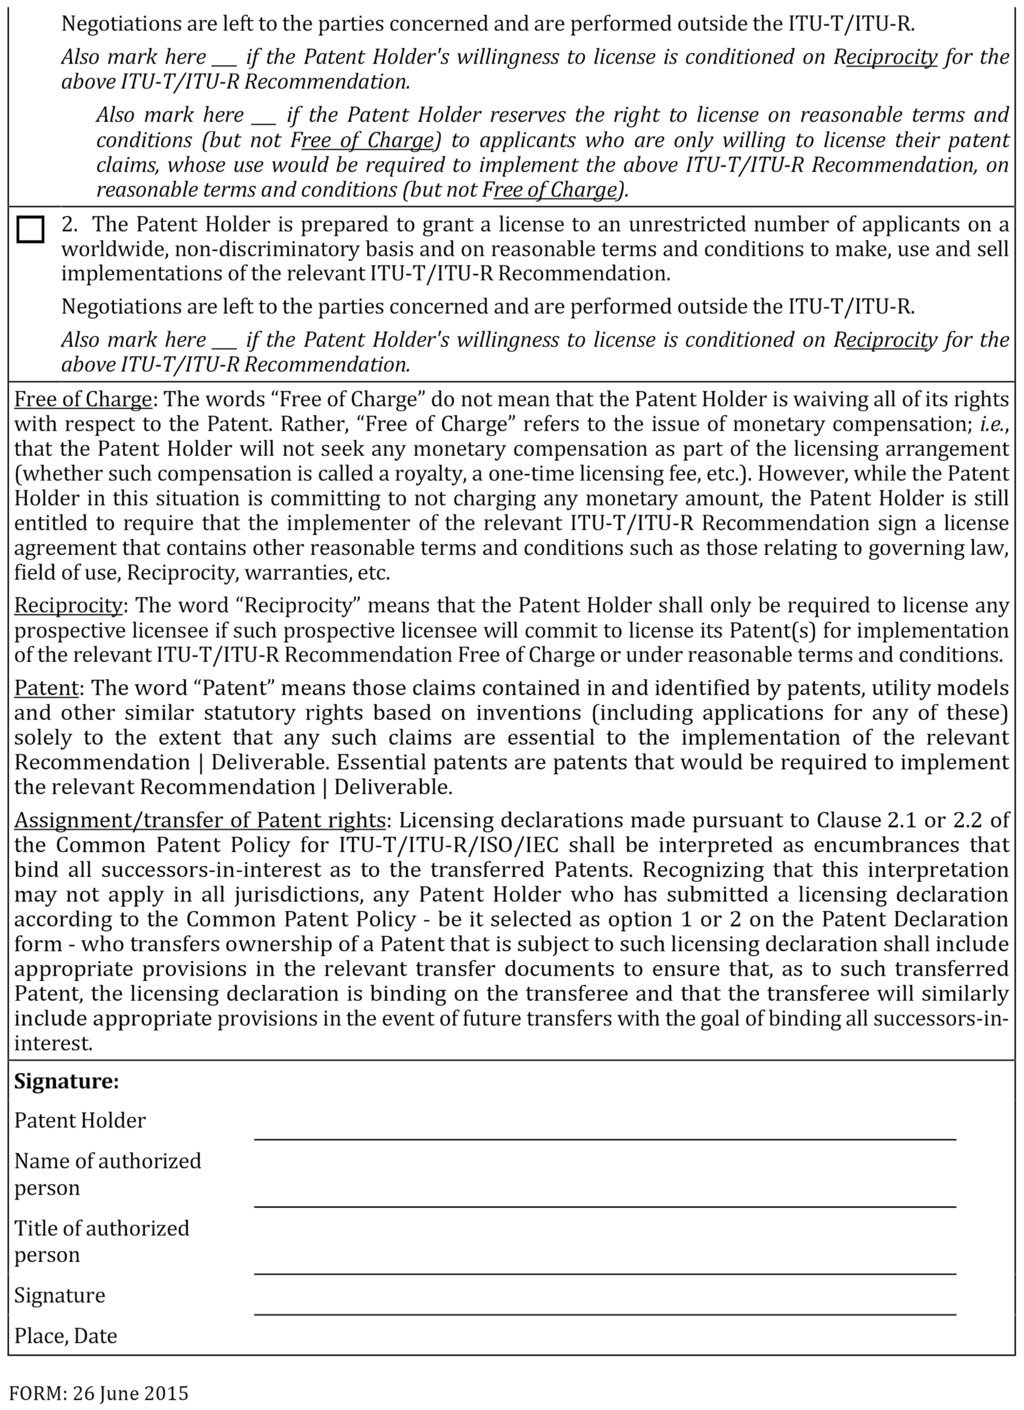 Negotiations are left to the parties concerned and are performed outside the ITU-T/ITU-R.
Also mark here ___ if the Patent Holder's willingness to license is conditioned on Reciprocity for the
above ITU-T/ITU-R Recommendation.
Also mark here ___ if the Patent Holder reserves the right to license on reasonable terms and
conditions (but not Free of Charge) to applicants who are only willing to license their patent
claims, whose use would be required to implement the above ITU-T/ITU-R Recommendation, on
reasonable terms and conditions (but not Free of Charge).
2. The Patent Holder is prepared to grant a license to an unrestricted number of applicants on a
worldwide, non-discriminatory basis and on reasonable terms and conditions to make, use and sell
implementations of the relevant ITU-T/ITU-R Recommendation.
Negotiations are left to the parties concerned and are performed outside the ITU-T/ITU-R.
Also mark here ___ if the Patent Holder's willingness to license is conditioned on Reciprocity for the
above ITU-T/ITU-R Recommendation.
Free of Charge: The words “Free of Charge” do not mean that the Patent Holder is waiving all of its rights
with respect to the Patent. Rather, “Free of Charge” refers to the issue of monetary compensation; i.e.,
that the Patent Holder will not seek any monetary compensation as part of the licensing arrangement
(whether such compensation is called a royalty, a one-time licensing fee, etc.). However, while the Patent
Holder in this situation is committing to not charging any monetary amount, the Patent Holder is still
entitled to require that the implementer of the relevant ITU-T/ITU-R Recommendation sign a license
agreement that contains other reasonable terms and conditions such as those relating to governing law,
field of use, Reciprocity, warranties, etc.
Reciprocity: The word “Reciprocity” means that the Patent Holder shall only be required to license any
prospective licensee if such prospective licensee will commit to license its Patent(s) for implementation
of the relevant ITU-T/ITU-R Recommendation Free of Charge or under reasonable terms and conditions.
Patent: The word “Patent” means those claims contained in and identified by patents, utility models
and other similar statutory rights based on inventions (including applications for any of these)
solely to the extent that any such claims are essential to the implementation of the relevant
Recommendation | Deliverable. Essential patents are patents that would be required to implement
the relevant Recommendation | Deliverable.
Assignment/transfer of Patent rights: Licensing declarations made pursuant to Clause 2.1 or 2.2 of
the Common Patent Policy for ITU-T/ITU-R/ISO/IEC shall be interpreted as encumbrances that
bind all successors-in-interest as to the transferred Patents. Recognizing that this interpretation
may not apply in all jurisdictions, any Patent Holder who has submitted a licensing declaration
according to the Common Patent Policy - be it selected as option 1 or 2 on the Patent Declaration
form - who transfers ownership of a Patent that is subject to such licensing declaration shall include
appropriate provisions in the relevant transfer documents to ensure that, as to such transferred
Patent, the licensing declaration is binding on the transferee and that the transferee will similarly
include appropriate provisions in the event of future transfers with the goal of binding all successors-in-
interest.
Signature:
Patent Holder
Name of authorized
person
Title of authorized
person
Signature
Place, Date
FORM: 26 June 2015